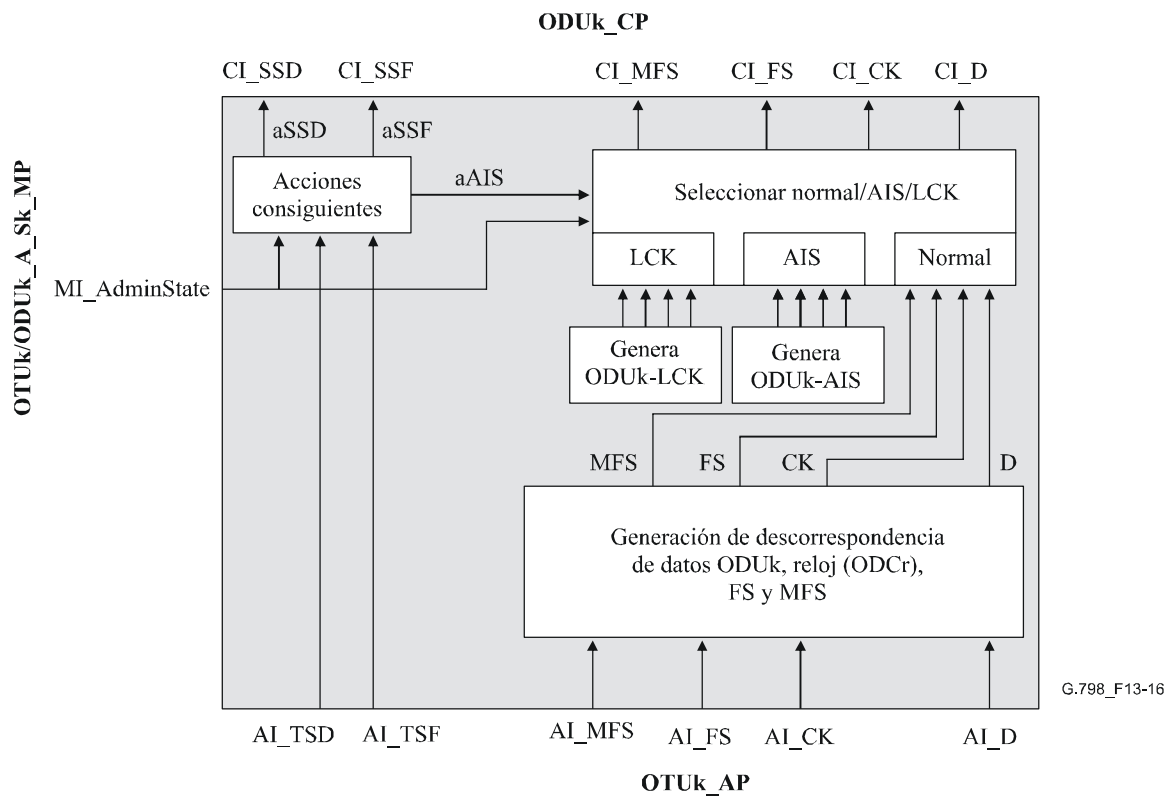 ODUk_CP
CI_SSD
CI_SSF
CI_MFS
CI_FS
CI_CK
CI_D
aSSD
aSSF
OTUk/ODUk_A_Sk_MP
Acciones
consiguientes
aAIS
Seleccionar normal/AIS/LCK
LCK
AIS
Normal
MI_AdminState
Genera
ODUk-LCK
Genera
ODUk-AIS
MFS
FS
CK
D
Generación de descorrespondencia
de datos ODUk, reloj (ODCr),
FS y MFS
G.798_F13-16
AI_TSD
AI_TSF
AI_MFS
AI_FS
AI_CK
AI_D
OTUk_AP